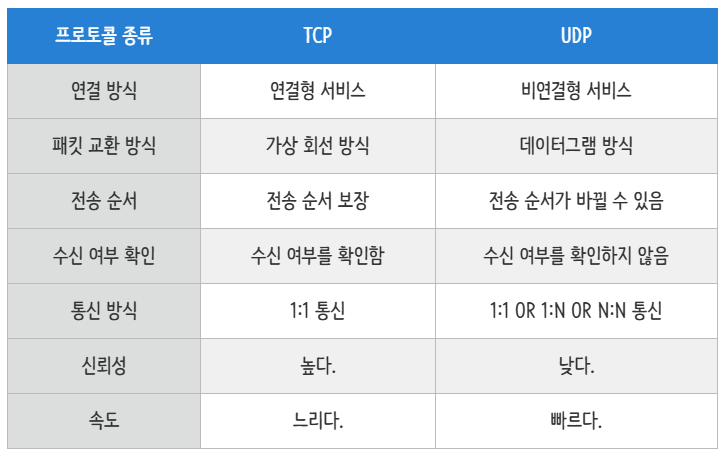 프로토콜 종류 TCP UDP
연결 방식 연결형 서비스 비연결형 서비스
패킷 교환 방식 가상 회선 방식 데이터그램 방식
전송 순서 전송 순서 보장 전송 순서가 바뀔 수 있음
수신 여부 확인 수신 여부를 확인함 수신 여부를 확인하지 않음
통신 방식 1:1 통신 1:1 OR 1:N OR N:N 통신
신뢰성 높다. 낮다.
속도 느리다. 빠르다.